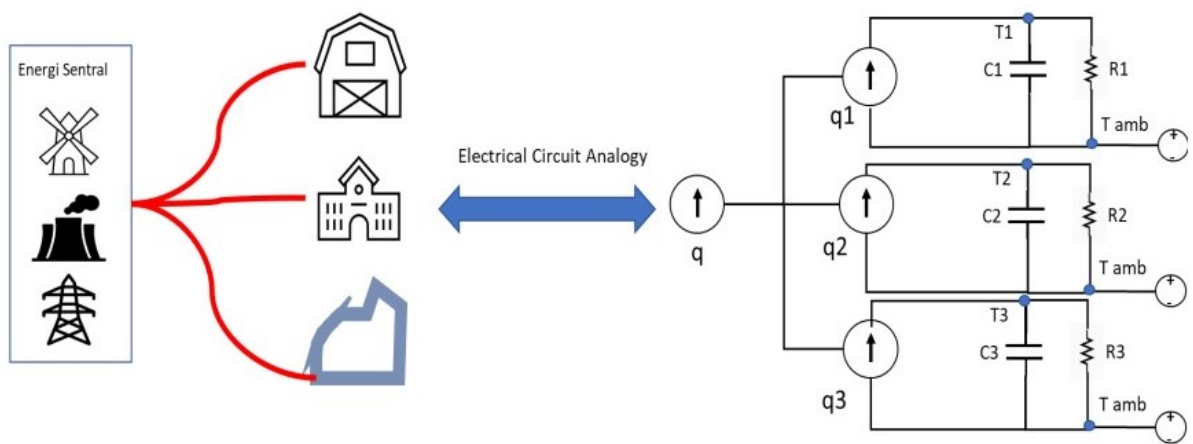 Energi Sentral
Electrical Circuit Analogy
q
q1
T1
C1
R1
T amb
+
-
q2
T2
C2
R2
T amb
+
-
q3
T3
C3
R3
T amb
+
-